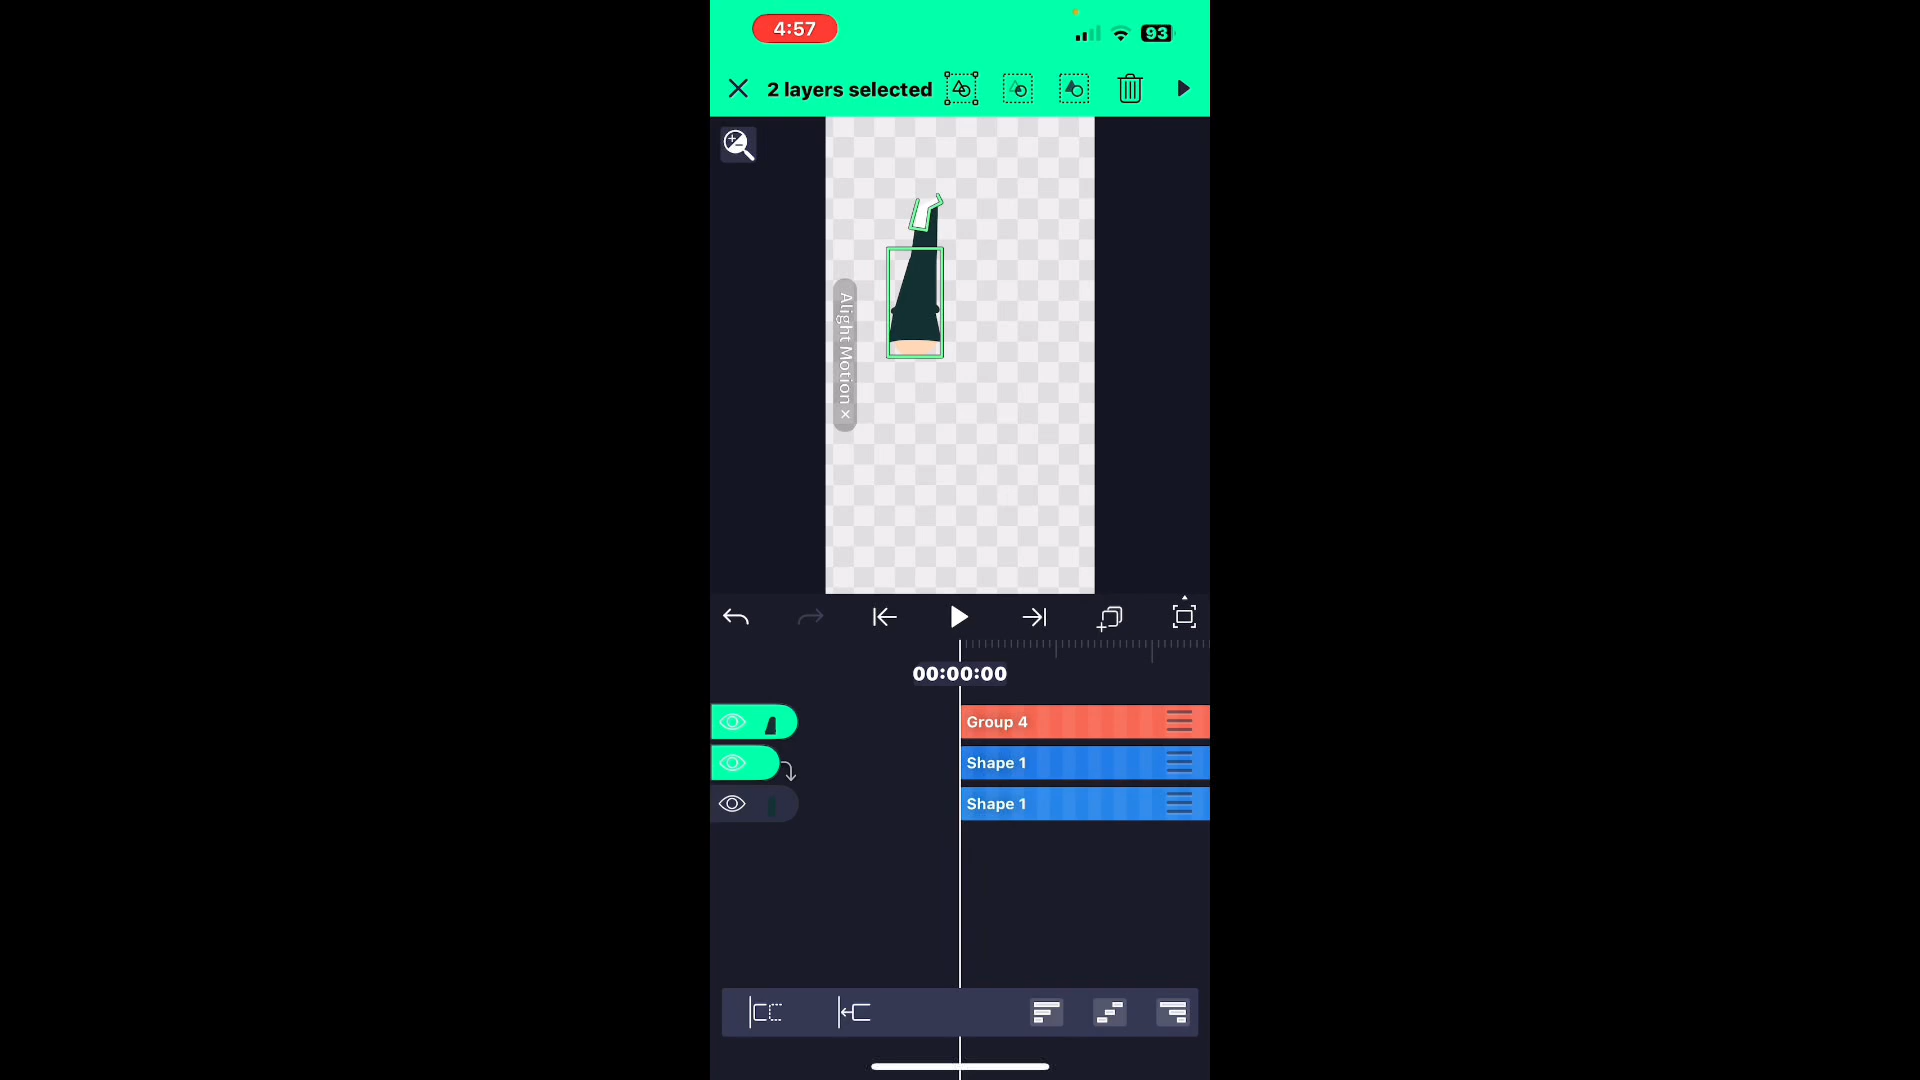 4:57
93
2 layers selected
Alight Motion ×
00:00:00
Group 4
Shape 1
Shape 1